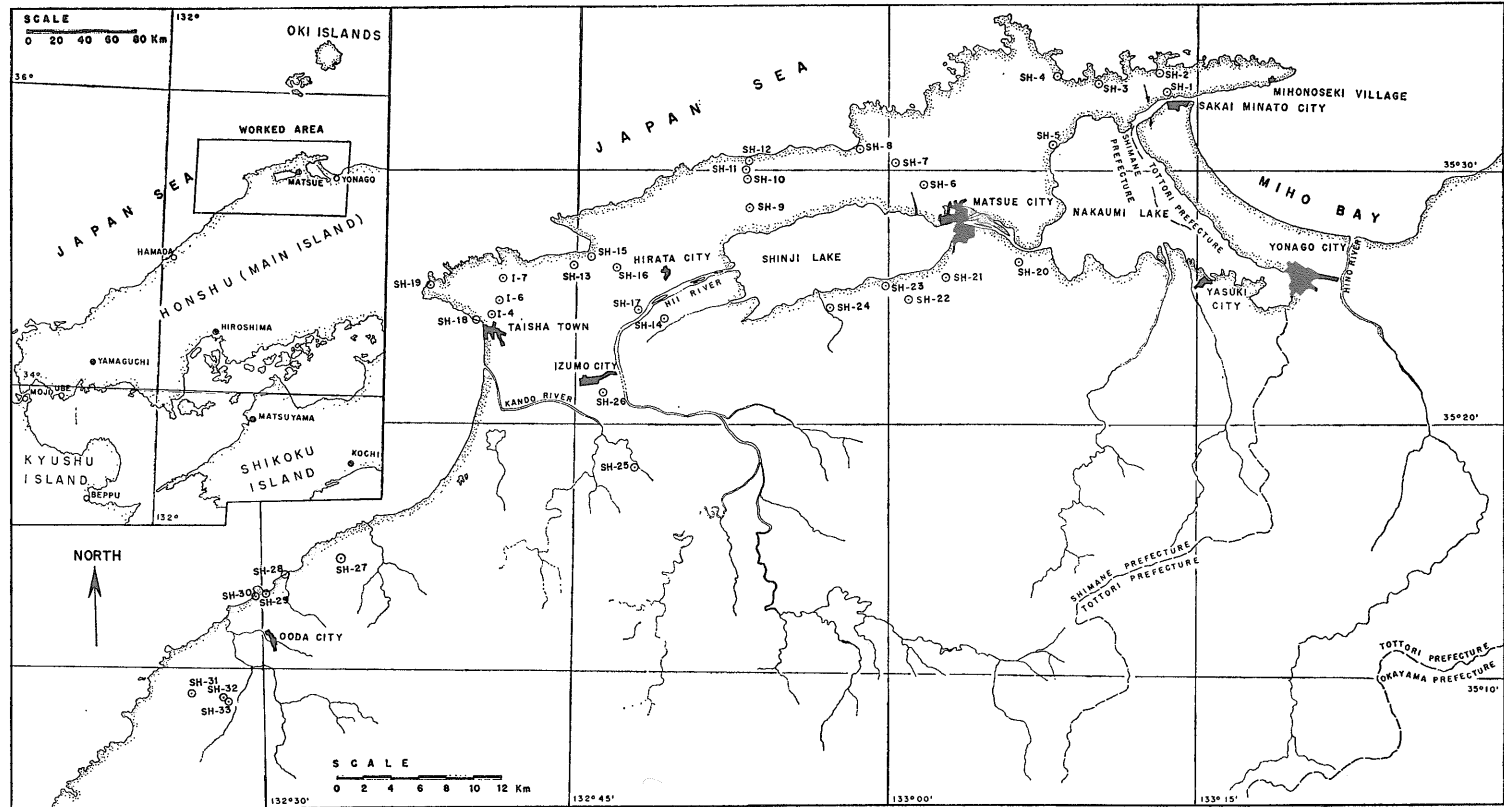 SCALE
0 20 40 60 80 Km
132°
OKI ISLANDS
36°
WORKED AREA
JAPAN SEA
MATSUE
YONAGO
HAMADA
HONSHU (MAIN ISLAND)
HIROSHIMA
YAMAGUCHI
34°
MOJI
UBE
MATSUYAMA
KYUSHU
ISLAND
SHIKOKU
ISLAND
KOCHI
BEPPU
132°
JAPAN SEA
SH-4
SH-3
SH-2
SH-1
MIHONOSEKI VILLAGE
SAKAI MINATO CITY
SH-5
SHIMANE
PREFECTURE
TOTTORI PREFECTURE
35°30'
MIHO BAY
SH-12
SH-11
SH-10
SH-9
SH-8
SH-7
SH-6
MATSUE CITY
NAKAUMI LAKE
YONAGO CITY
HINO RIVER
SH-15
SH-13
SH-16
HIRATA CITY
SHINJI LAKE
SH-20
SH-21
SH-23
SH-22
SH-24
YASUKI
CITY
SH-19
I-7
I-6
I-4
SH-18
TAISHA TOWN
SH-17
HII RIVER
SH-14
IZUMO CITY
KANDO RIVER
SH-26
35°20'
SH-25
NORTH
SH-28
SH-27
SH-30
SH-29
OODA CITY
SHIMANE PREFECTURE
TOTTORI PREFECTURE
TOTTORI PREFECTURE
OKAYAMA PREFECTURE
35°10'
SH-31
SH-32
SH-33
SCALE
0 2 4 6 8 10 12 Km
132°30'
132°45'
133°00'
133°15'